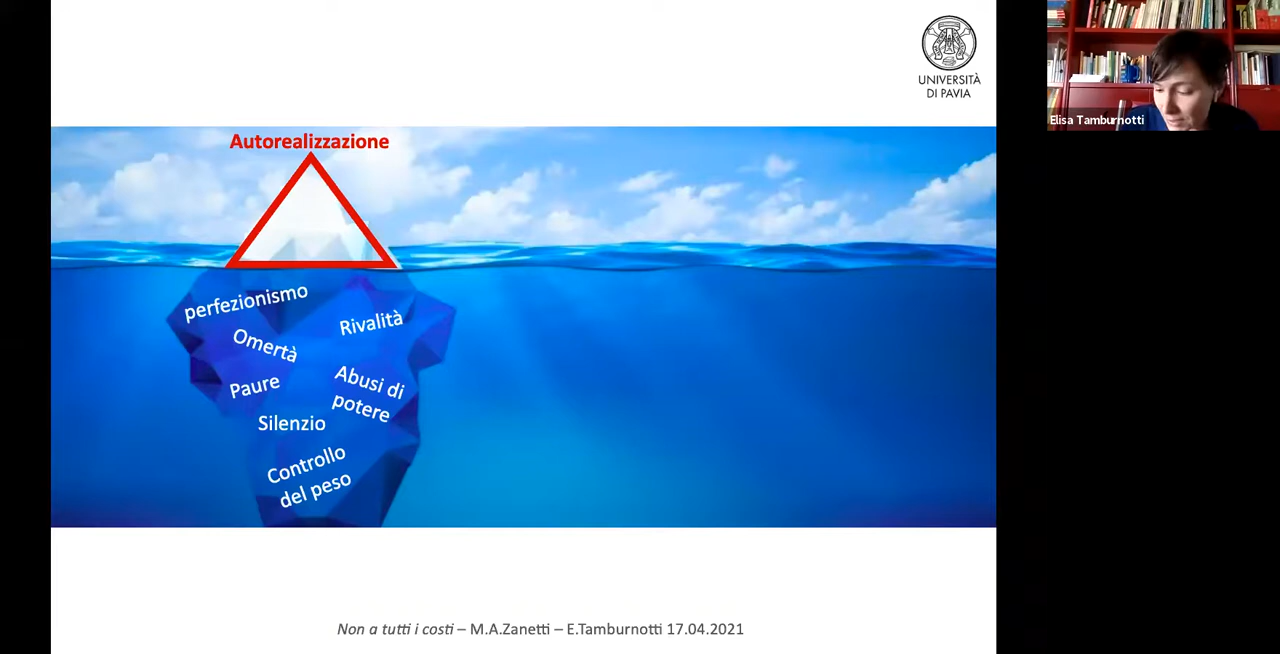 UNIVERSITÀ
DI PAVIA
Elisa Tamburnotti
Autorealizzazione
perfezionismo
Rivalità
Omertà
Paure
Abusi di
potere
Silenzio
Controllo
del peso
Non a tutti i costi – M.A.Zanetti – E.Tamburnotti 17.04.2021